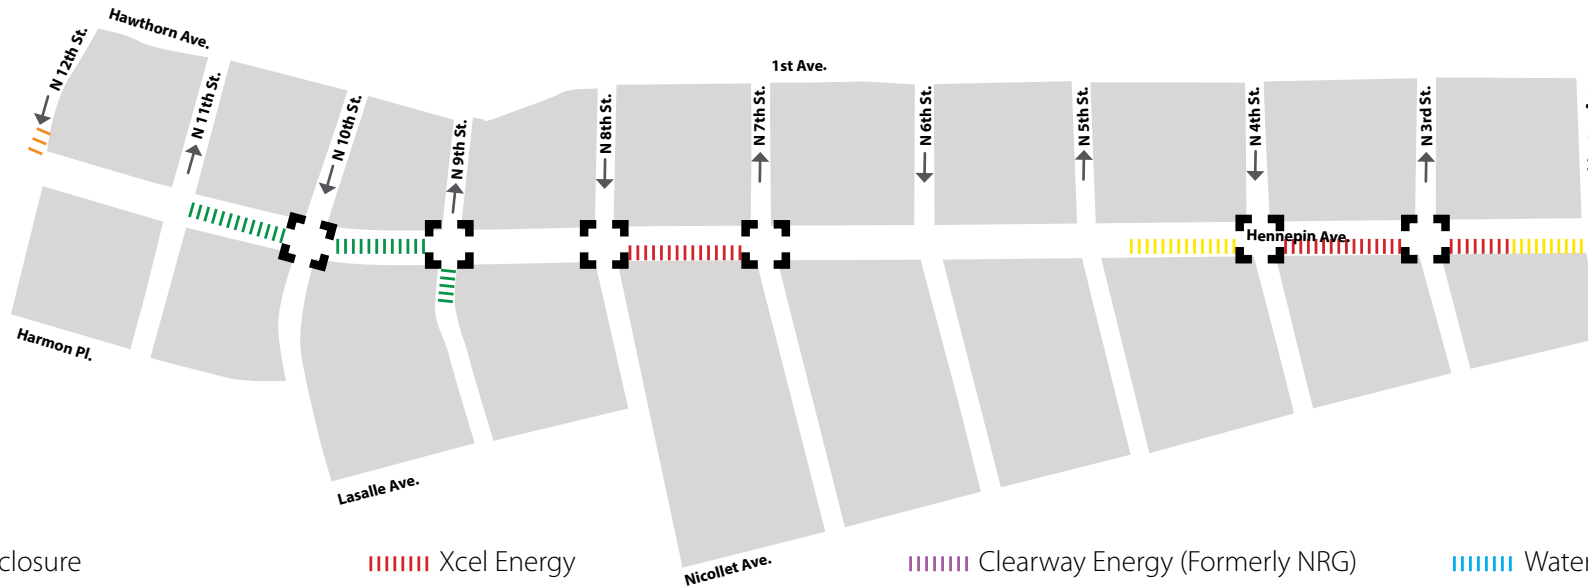 Hawthorn Ave.
N 12th St.
N 11th St.
N 10th St.
N 9th St.
N 8th St.
1st Ave.
N 7th St.
N 6th St.
N 5th St.
N 4th St.
N 3rd St.
Hennepin Ave.
Harmon Pl.
Lasalle Ave.
Nicollet Ave.
closure
Xcel Energy
Clearway Energy (Formerly NRG)
Water